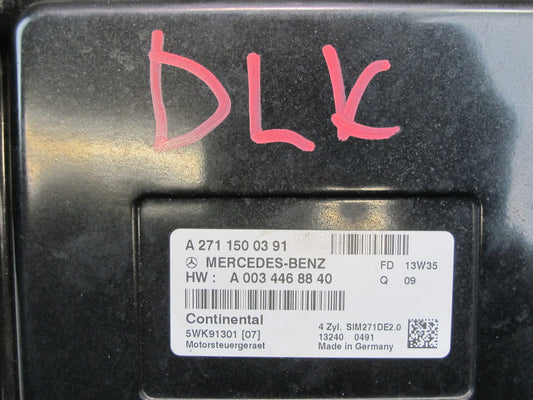 DLK
A 271 150 03 91
MERCEDES-BENZ FD 13W35
HW : A 003 446 88 40 Q 09
Continental
5WK91301 [07] 4 Zyl. SIM271DE2.0
13240 0491
Motorsteuergeraet Made in Germany